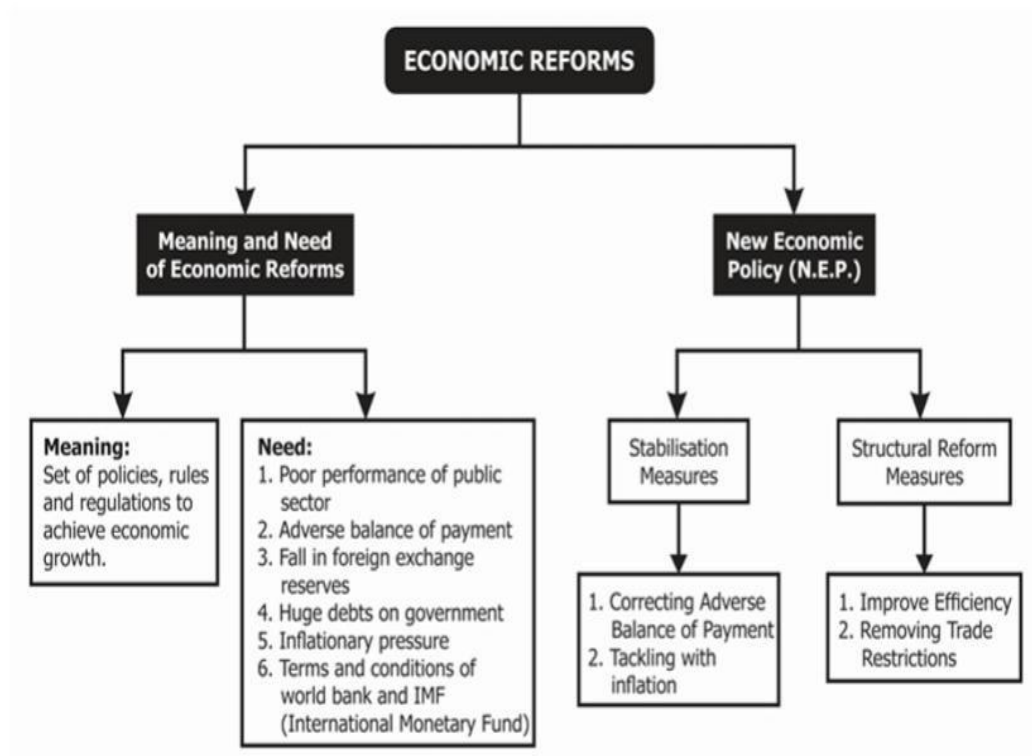 ECONOMIC REFORMS
Meaning and Need
of Economic Reforms
New Economic
Policy (N.E.P.)
Meaning:
Set of policies, rules
and regulations to
achieve economic
growth.
Need:
1. Poor performance of public
sector
2. Adverse balance of payment
3. Fall in foreign exchange
reserves
4. Huge debts on government
5. Inflationary pressure
6. Terms and conditions of
world bank and IMF
(International Monetary Fund)
Stabilisation
Measures
Structural Reform
Measures
1. Correcting Adverse
Balance of Payment
2. Tackling with
inflation
1. Improve Efficiency
2. Removing Trade
Restrictions